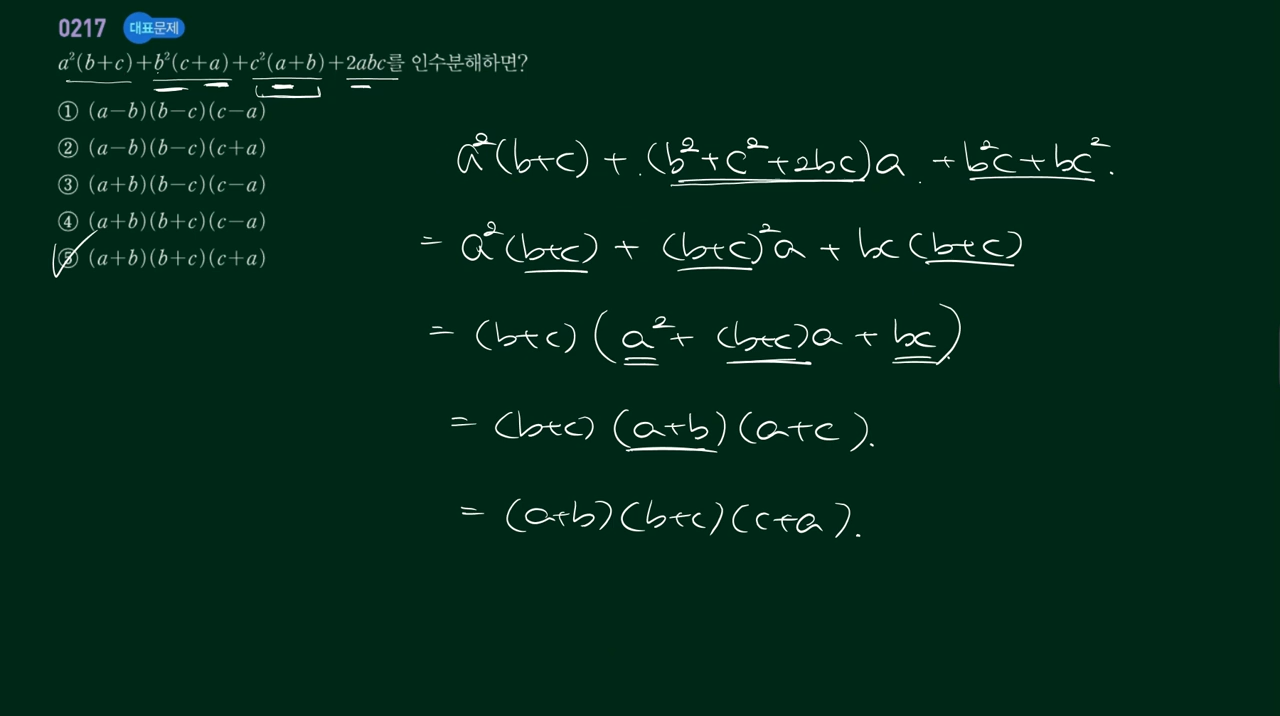 0217 대표문제
a²(b+c)+b²(c+a)+c²(a+b)+2abc를 인수분해하면?
① (a−b)(b−c)(c−a)
② (a−b)(b−c)(c+a)
③ (a+b)(b−c)(c−a)
④ (a+b)(b+c)(c−a)
⑤ (a+b)(b+c)(c+a)
a²(b+c) + (b²+c²+2bc)a + b²c+bc².
= a²(b+c) + (b+c)²a + bc(b+c)
= (b+c)(a²+ (b+c)a + bc)
= (b+c)(a+b)(a+c).
= (a+b)(b+c)(c+a).